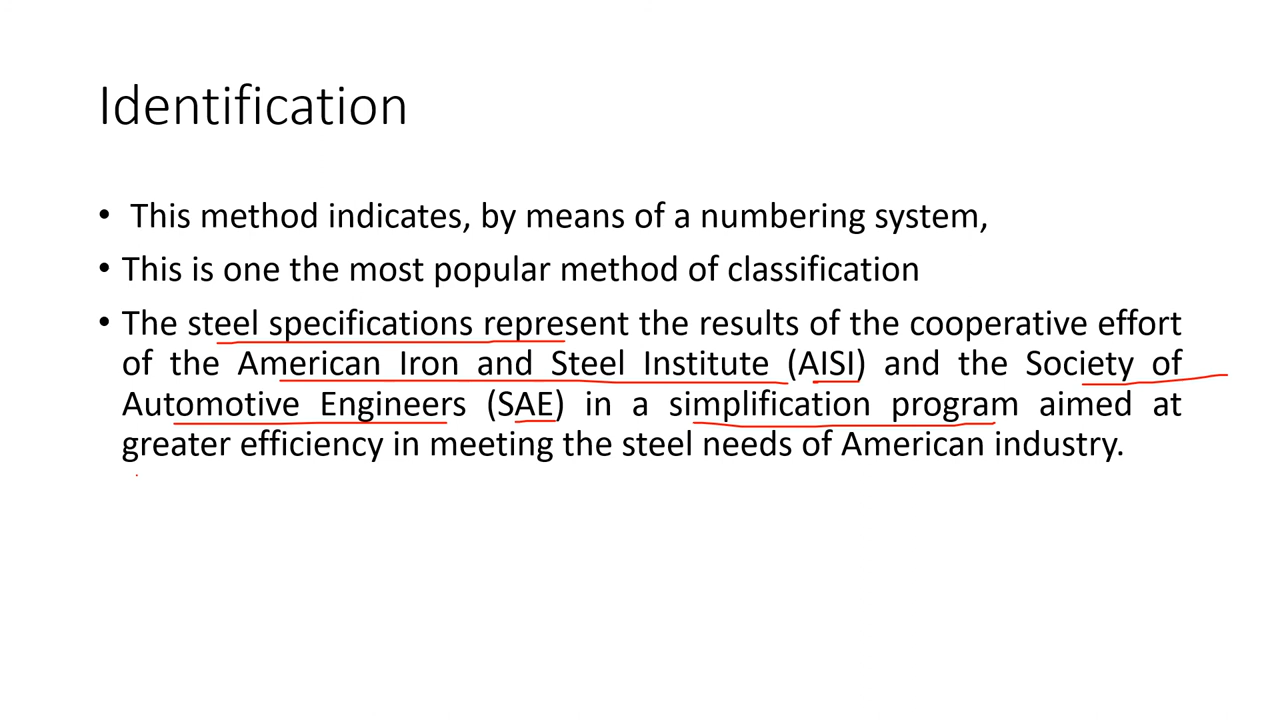 Identification
• This method indicates, by means of a numbering system,
• This is one the most popular method of classification
• The steel specifications represent the results of the cooperative effort
of the American Iron and Steel Institute (AISI) and the Society of
Automotive Engineers (SAE) in a simplification program aimed at
greater efficiency in meeting the steel needs of American industry.